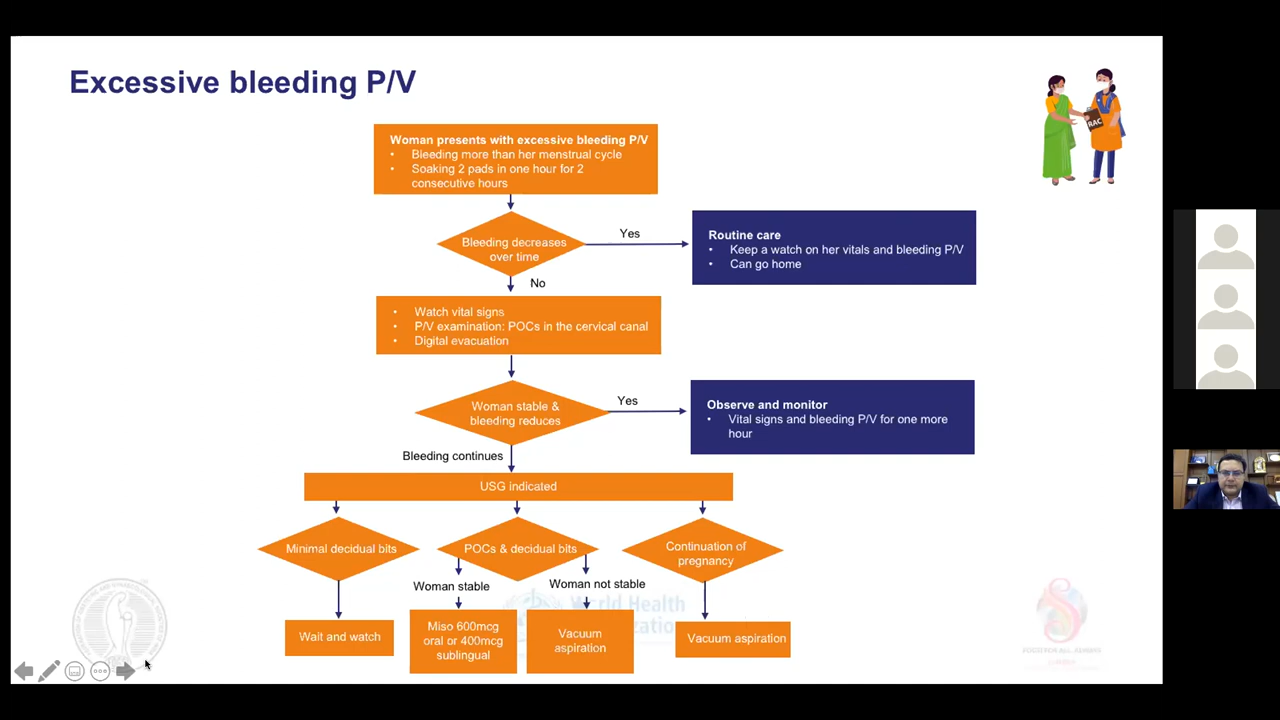 Excessive bleeding P/V
RAC
Woman presents with excessive bleeding P/V
• Bleeding more than her menstrual cycle
• Soaking 2 pads in one hour for 2
consecutive hours
Bleeding decreases
over time
Yes
Routine care
• Keep a watch on her vitals and bleeding P/V
• Can go home
No
• Watch vital signs
• P/V examination: POCs in the cervical canal
• Digital evacuation
Woman stable &
bleeding reduces
Yes
Observe and monitor
• Vital signs and bleeding P/V for one more
hour
Bleeding continues
USG indicated
Minimal decidual bits
POCs & decidual bits
Continuation of
pregnancy
Woman stable
Woman not stable
World Health
Wait and watch
Miso 600mcg
oral or 400mcg
sublingual
Vacuum
aspiration
Vacuum aspiration